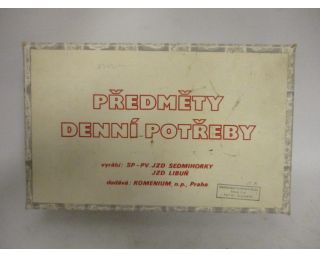 PŘEDMĚTY
DENNÍ POTŘEBY
vyrábí: SP-PV JZD SEDMIHORKY
JZD LIBUŇ
dodává: KOMENIUM, n.p., Praha